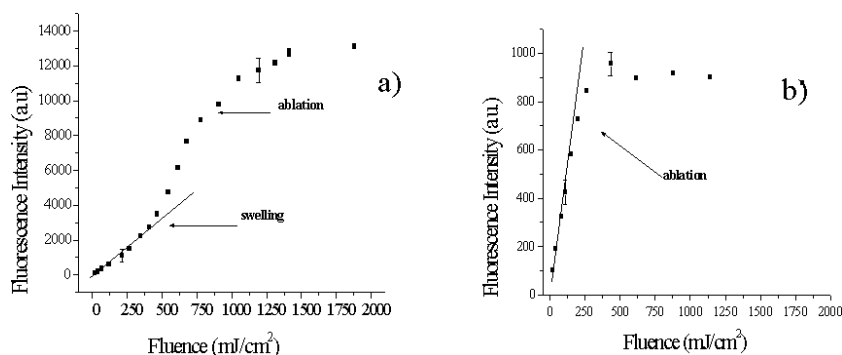 a)
14000
12000
10000
8000
6000
4000
2000
0
Fluorescence Intensity (a.u.)
ablation
swelling
0 250 500 750 1000 1250 1500 1750 2000
Fluence (mJ/cm²)
b)
1000
800
600
400
200
0
Fluorescence Intensity (a.u.)
ablation
0 250 500 750 1000 1250 1500 1750 2000
Fluence (mJ/cm²)